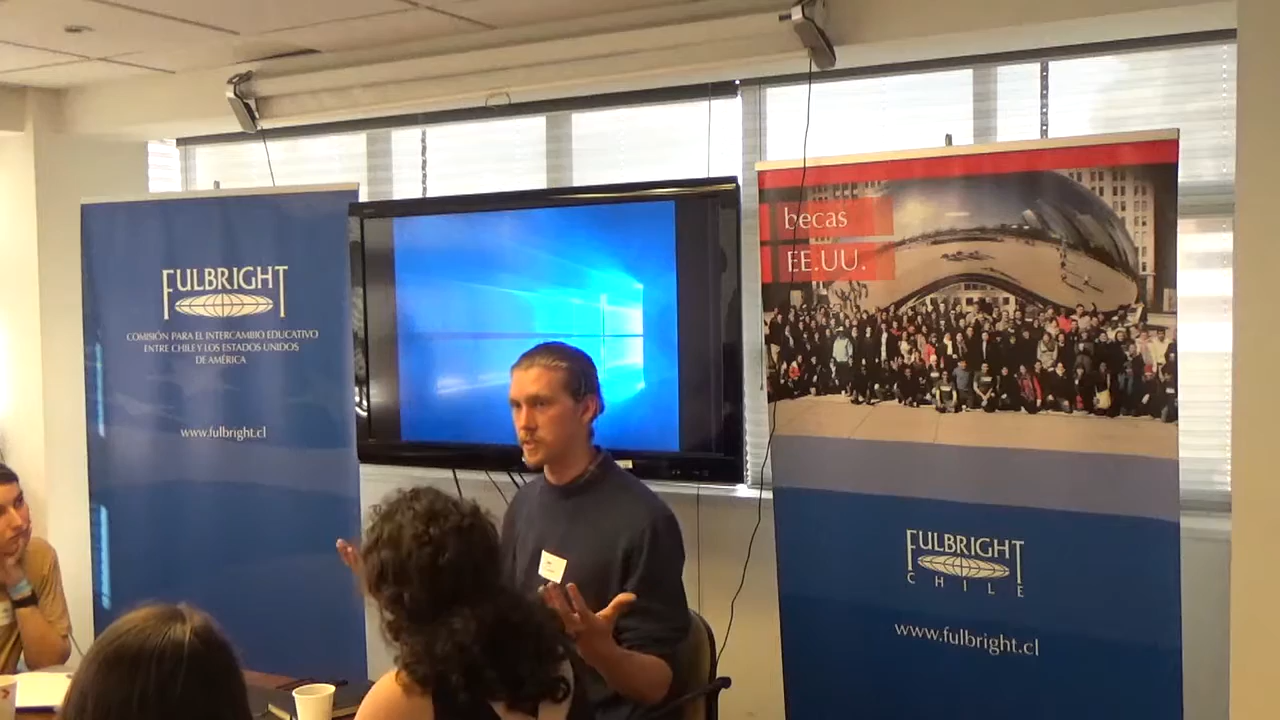 FULBRIGHT
COMISIÓN PARA EL INTERCAMBIO EDUCATIVO
ENTRE CHILE Y LOS ESTADOS UNIDOS
DE AMÉRICA
www.fulbright.cl
becas
EE.UU.
FULBRIGHT
CHILE
www.fulbright.cl